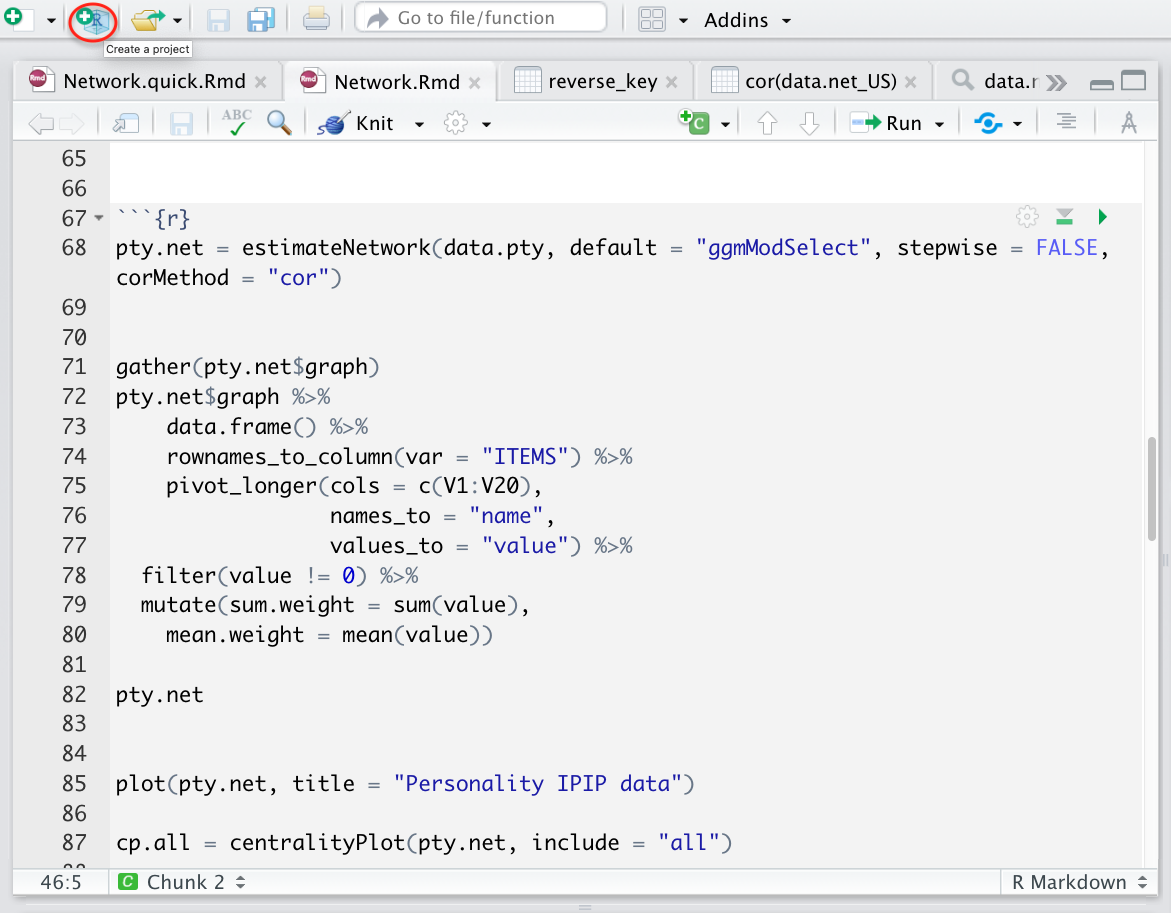 Go to file/function
Addins
Create a project
Network.quick.Rmd
Network.Rmd
reverse_key
cor(data.net_US)
data.r
ABC
Knit
Run
65
66
67 ```{r}
68 pty.net = estimateNetwork(data.pty, default = "ggmModSelect", stepwise = FALSE,
corMethod = "cor")
69
70
71 gather(pty.net$graph)
72 pty.net$graph %>%
73 data.frame() %>%
74 rownames_to_column(var = "ITEMS") %>%
75 pivot_longer(cols = c(V1:V20),
76 names_to = "name",
77 values_to = "value") %>%
78 filter(value != 0) %>%
79 mutate(sum.weight = sum(value),
80 mean.weight = mean(value))
81
82 pty.net
83
84
85 plot(pty.net, title = "Personality IPIP data")
86
87 cp.all = centralityPlot(pty.net, include = "all")
46:5 C Chunk 2 R Markdown